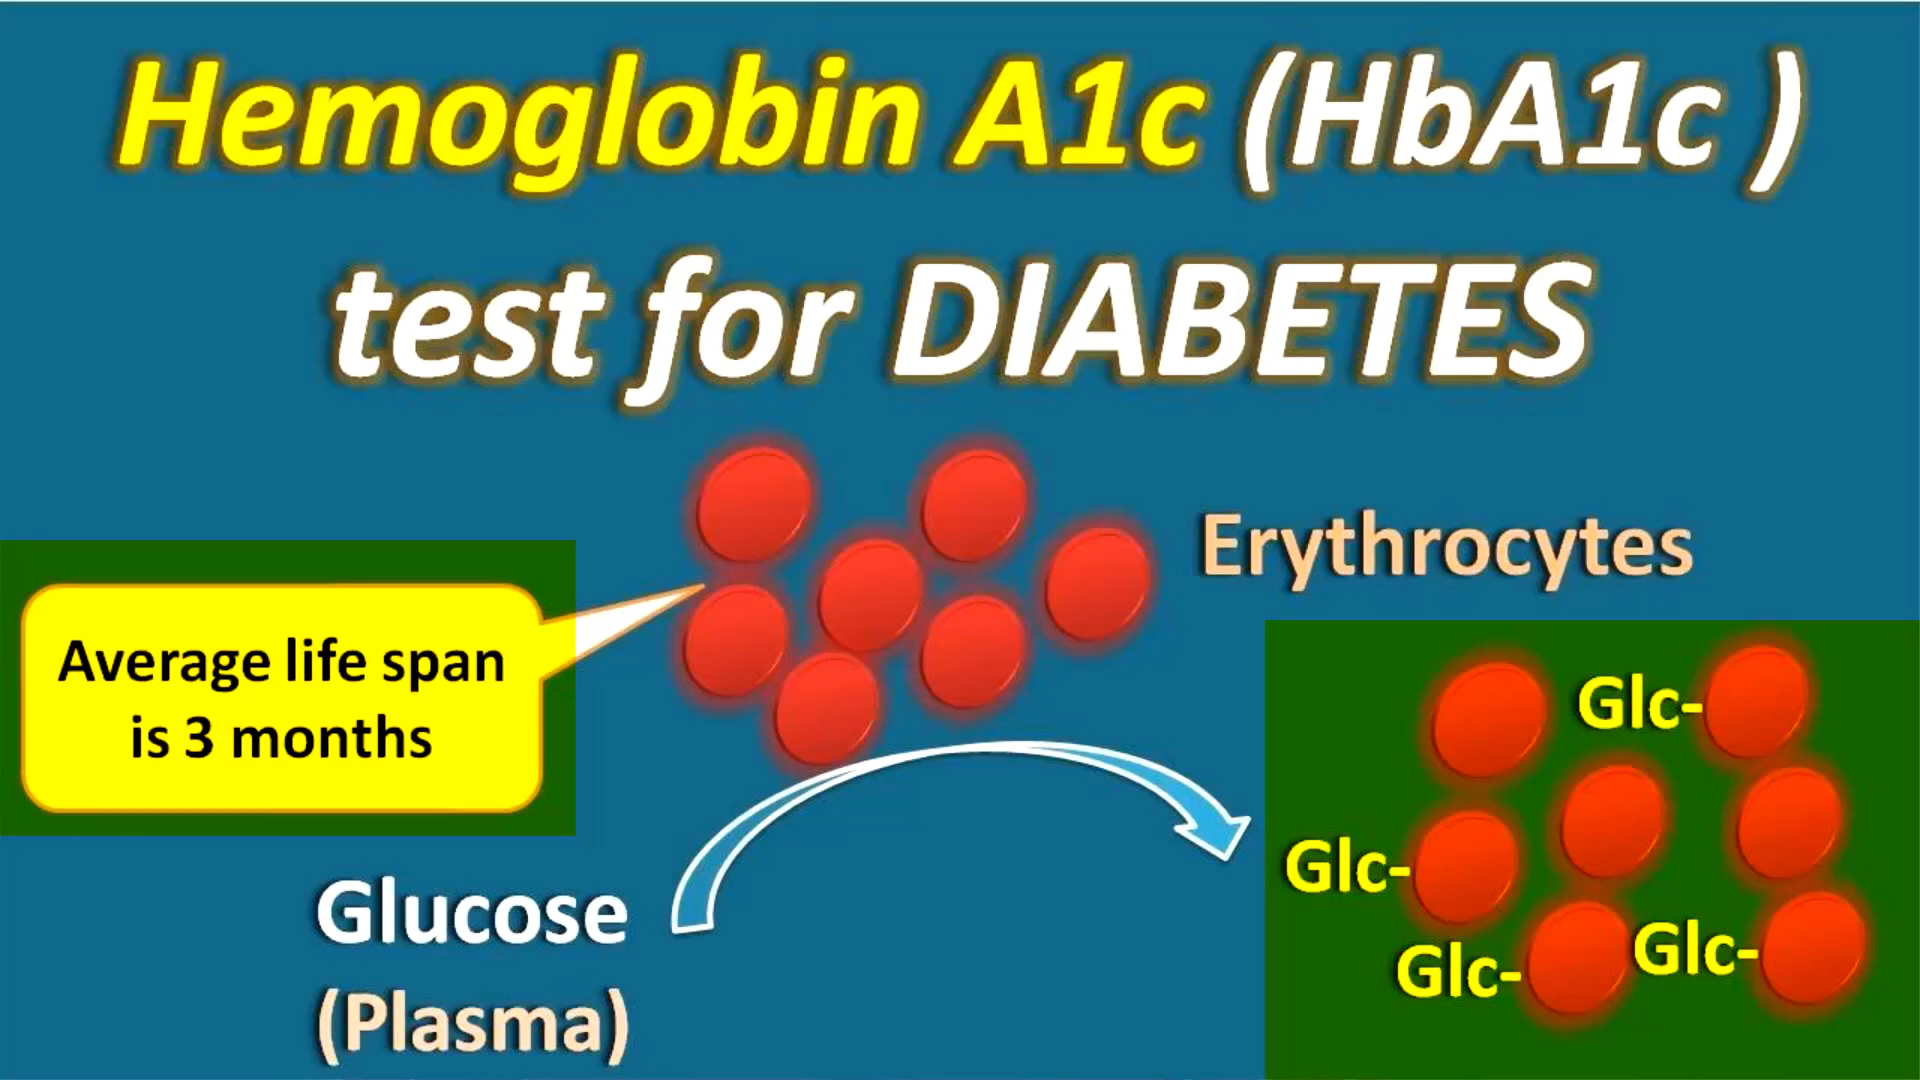 Hemoglobin A1c (HbA1c )
test for DIABETES
Erythrocytes
Average life span
is 3 months
Glc-
Glc-
Glc-
Glc-
Glucose
(Plasma)